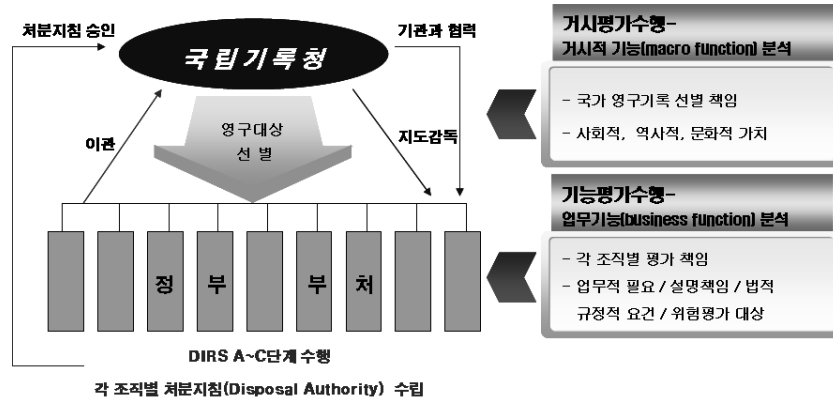 처분지침 승인
국립기록청
기관과 협력
영구대상
선 별
이관
지도감독
정 부 부 처
DIRS A~C단계 수행
각 조직별 처분지침(Disposal Authority) 수립
거시평가수행-
거시적 기능(macro function) 분석
- 국가 영구기록 선별 책임
- 사회적, 역사적, 문화적 가치
기능평가수행-
업무기능(business function) 분석
- 각 조직별 평가 책임
- 업무적 필요 / 설명책임 / 법적
규정적 요건 / 위험평가 대상